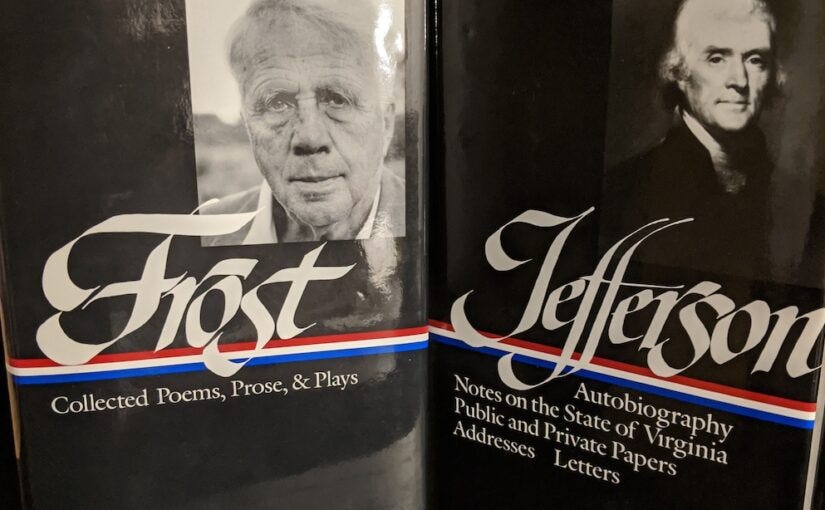 Frost
Collected Poems, Prose, & Plays
Jefferson
Autobiography
Notes on the State of Virginia
Public and Private Papers
Addresses Letters